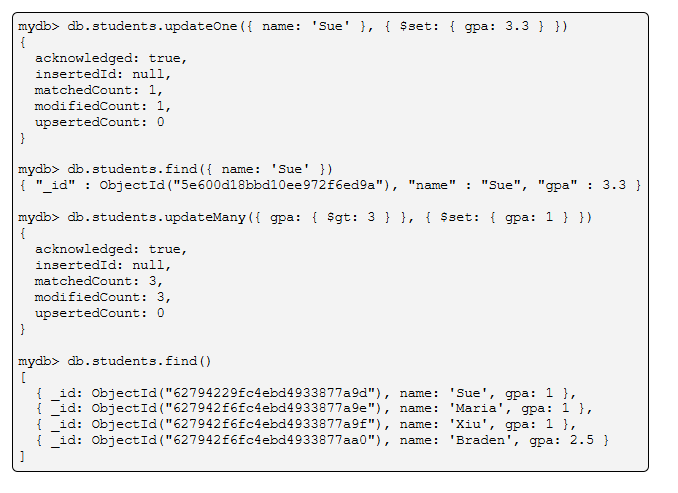 mydb> db.students.updateOne({ name: 'Sue' }, { $set: { gpa: 3.3 } })
{
  acknowledged: true,
  insertedId: null,
  matchedCount: 1,
  modifiedCount: 1,
  upsertedCount: 0
}
mydb> db.students.find({ name: 'Sue' })
{ "_id" : ObjectId("5e600d18bbd10ee972f6ed9a"), "name" : "Sue", "gpa" : 3.3 }
mydb> db.students.updateMany({ gpa: { $gt: 3 } }, { $set: { gpa: 1 } })
{
  acknowledged: true,
  insertedId: null,
  matchedCount: 3,
  modifiedCount: 3,
  upsertedCount: 0
}
mydb> db.students.find()
[
  { _id: ObjectId("62794229fc4ebd4933877a9d"), name: 'Sue', gpa: 1 },
  { _id: ObjectId("627942f6fc4ebd4933877a9e"), name: 'Maria', gpa: 1 },
  { _id: ObjectId("627942f6fc4ebd4933877a9f"), name: 'Xiu', gpa: 1 },
  { _id: ObjectId("627942f6fc4ebd4933877aa0"), name: 'Braden', gpa: 2.5 }
]